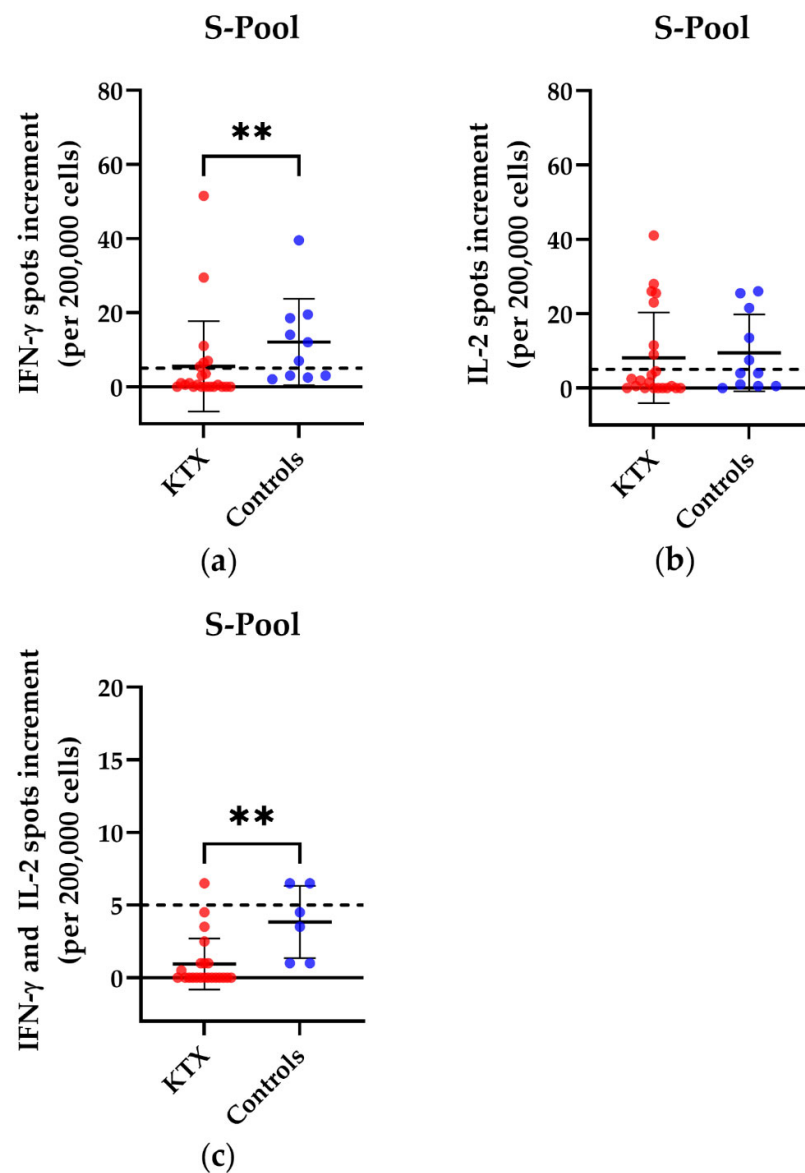 S-Pool
IFN-γ spots increment
(per 200,000 cells)
80
60
40
20
0
**
KTX
Controls
(a)
S-Pool
IL-2 spots increment
(per 200,000 cells)
80
60
40
20
0
KTX
Controls
(b)
S-Pool
IFN-γ and IL-2 spots increment
(per 200,000 cells)
20
15
10
5
0
**
KTX
Controls
(c)